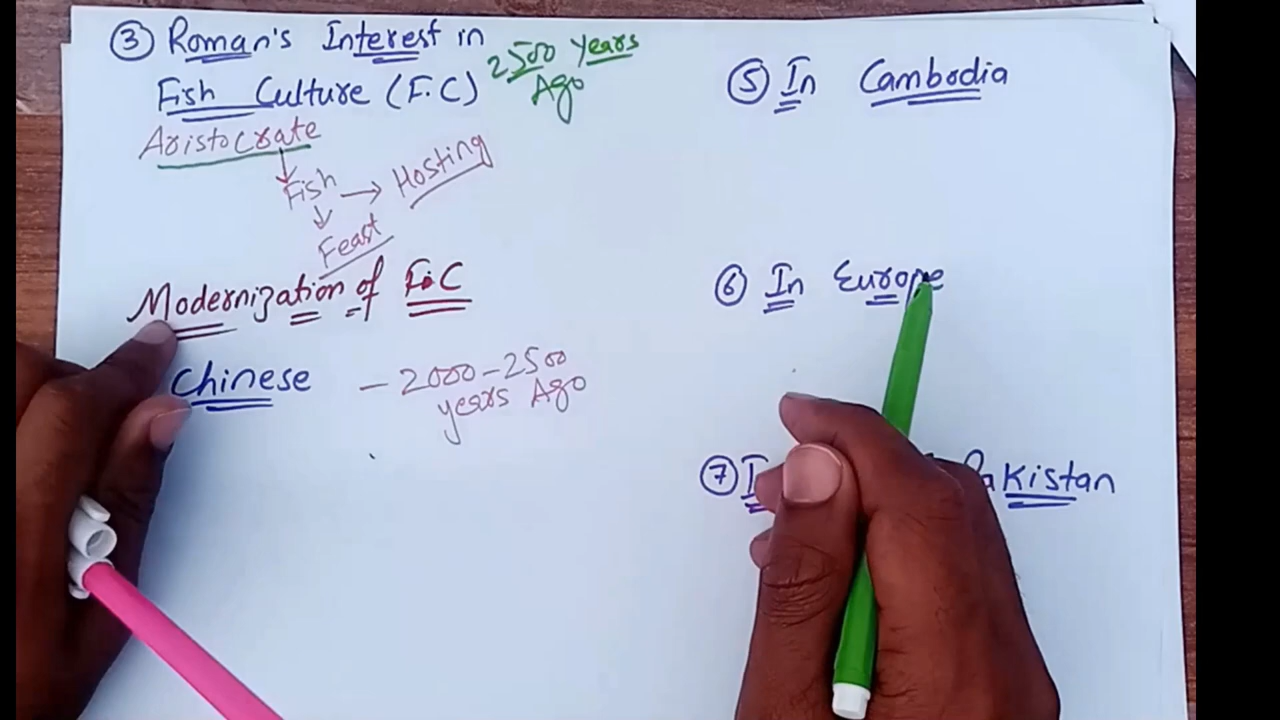 ③ Roman's Interest in
Fish Culture (F.C)
2500 Years
Ago
Aristocrate
Fish → Hosting
Feast
Modernization of F.C
Chinese – 2000–2500
years Ago
⑤ In Cambodia
⑥ In Europe
⑦ Pakistan